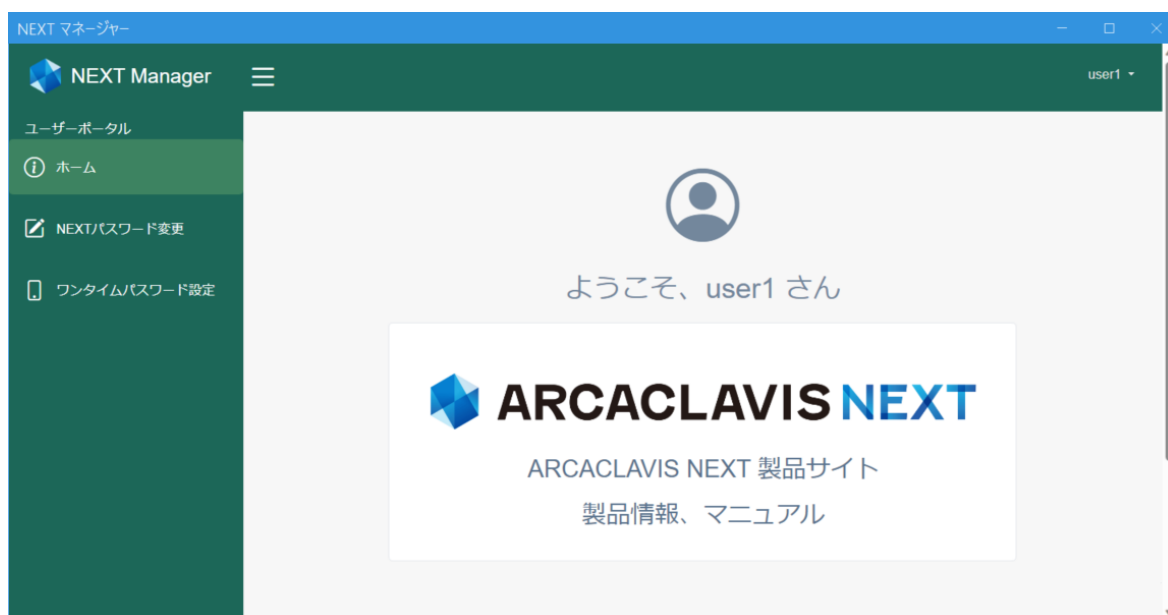 NEXT マネージャー
NEXT Manager
user1
ユーザーポータル
ホーム
NEXTパスワード変更
ワンタイムパスワード設定
ようこそ、user1 さん
ARCACLAVIS NEXT
ARCACLAVIS NEXT 製品サイト
製品情報、マニュアル